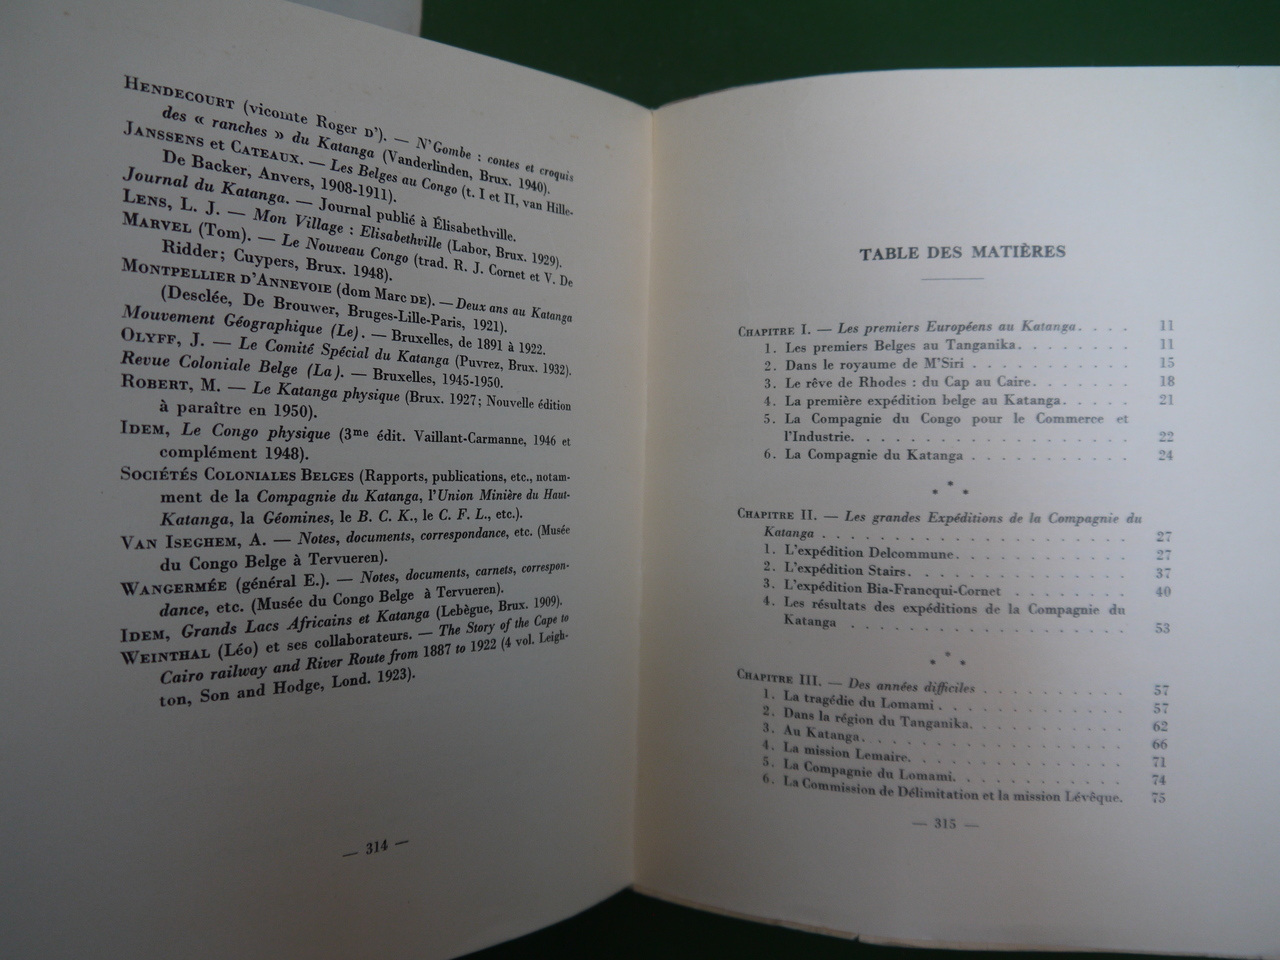 HENDECOURT (vicomte Roger D'). — N'Gombe : contes et croquis
des « ranches » du Katanga (Vanderlinden, Brux. 1940).
JANSSENS et CATEAUX. — Les Belges au Congo (t. I et II, van Hille-
De Backer, Anvers, 1908-1911).
Journal du Katanga. — Journal publié à Élisabethville.
LENS, L. J. — Mon Village : Elisabethville (Labor, Brux. 1929).
MARVEL (Tom). — Le Nouveau Congo (trad. R. J. Cornet et V. De
Ridder; Cuypers, Brux. 1948).
MONTPELLIER D'ANNEVOIE (dom Marc DE). — Deux ans au Katanga
(Desclée, De Brouwer, Bruges-Lille-Paris, 1921).
Mouvement Géographique (Le). — Bruxelles, de 1891 à 1922.
OLYFF, J. — Le Comité Spécial du Katanga (Puvrez, Brux. 1932).
Revue Coloniale Belge (La). — Bruxelles, 1945-1950.
ROBERT, M. — Le Katanga physique (Brux. 1927; Nouvelle édition
à paraître en 1950).
IDEM, Le Congo physique (3me édit. Vaillant-Carmanne, 1946 et
complément 1948).
SOCIÉTÉS COLONIALES BELGES (Rapports, publications, etc., notam-
ment de la Compagnie du Katanga, l'Union Minière du Haut-
Katanga, la Géomines, le B. C. K., le C. F. L., etc.).
VAN ISEGHEM, A. — Notes, documents, correspondance, etc. (Musée
du Congo Belge à Tervueren).
WANGERMÉE (général E.). — Notes, documents, carnets, correspon-
dance, etc. (Musée du Congo Belge à Tervueren).
IDEM, Grands Lacs Africains et Katanga (Lebègue, Brux. 1909).
WEINTHAL (Léo) et ses collaborateurs. — The Story of the Cape to
Cairo railway and River Route from 1887 to 1922 (4 vol. Leigh-
ton, Son and Hodge, Lond. 1923).
— 314 —
TABLE DES MATIÈRES
CHAPITRE I. — Les premiers Européens au Katanga. . . . 11
1. Les premiers Belges au Tanganika. . . . . . . . 11
2. Dans le royaume de M'Siri . . . . . . . . . . 15
3. Le rêve de Rhodes : du Cap au Caire. . . . . . . 18
4. La première expédition belge au Katanga. . . . . 21
5. La Compagnie du Congo pour le Commerce et
l'Industrie. . . . . . . . . . . . . . . . . 22
6. La Compagnie du Katanga . . . . . . . . . . 24
* * *
CHAPITRE II. — Les grandes Expéditions de la Compagnie du
Katanga . . . . . . . . . . . . . . . . . . . 27
1. L'expédition Delcommune. . . . . . . . . . . 27
2. L'expédition Stairs. . . . . . . . . . . . . . 37
3. L'expédition Bia-Francqui-Cornet . . . . . . . 40
4. Les résultats des expéditions de la Compagnie du
Katanga . . . . . . . . . . . . . . . . . 53
* * *
CHAPITRE III. — Des années difficiles . . . . . . . . . 57
1. La tragédie du Lomami . . . . . . . . . . . . 57
2. Dans la région du Tanganika. . . . . . . . . . 62
3. Au Katanga. . . . . . . . . . . . . . . . . 66
4. La mission Lemaire. . . . . . . . . . . . . . 71
5. La Compagnie du Lomami. . . . . . . . . . . 74
6. La Commission de Délimitation et la mission Lévêque. 75
— 315 —